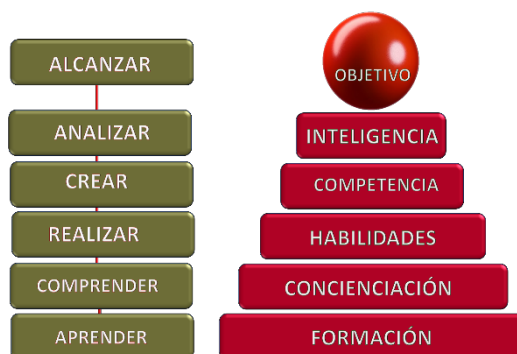 ALCANZAR
OBJETIVO
ANALIZAR
INTELIGENCIA
CREAR
COMPETENCIA
REALIZAR
HABILIDADES
COMPRENDER
CONCIENCIACIÓN
APRENDER
FORMACIÓN